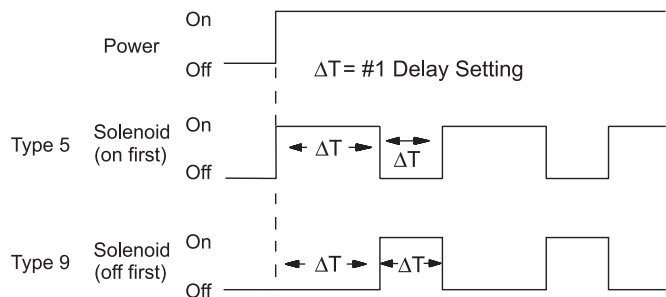 On
Power
Off
ΔT= #1 Delay Setting
On
Type 5 Solenoid
(on first)
ΔT
ΔT
Off
On
Type 9 Solenoid
(off first)
ΔT
ΔT
Off